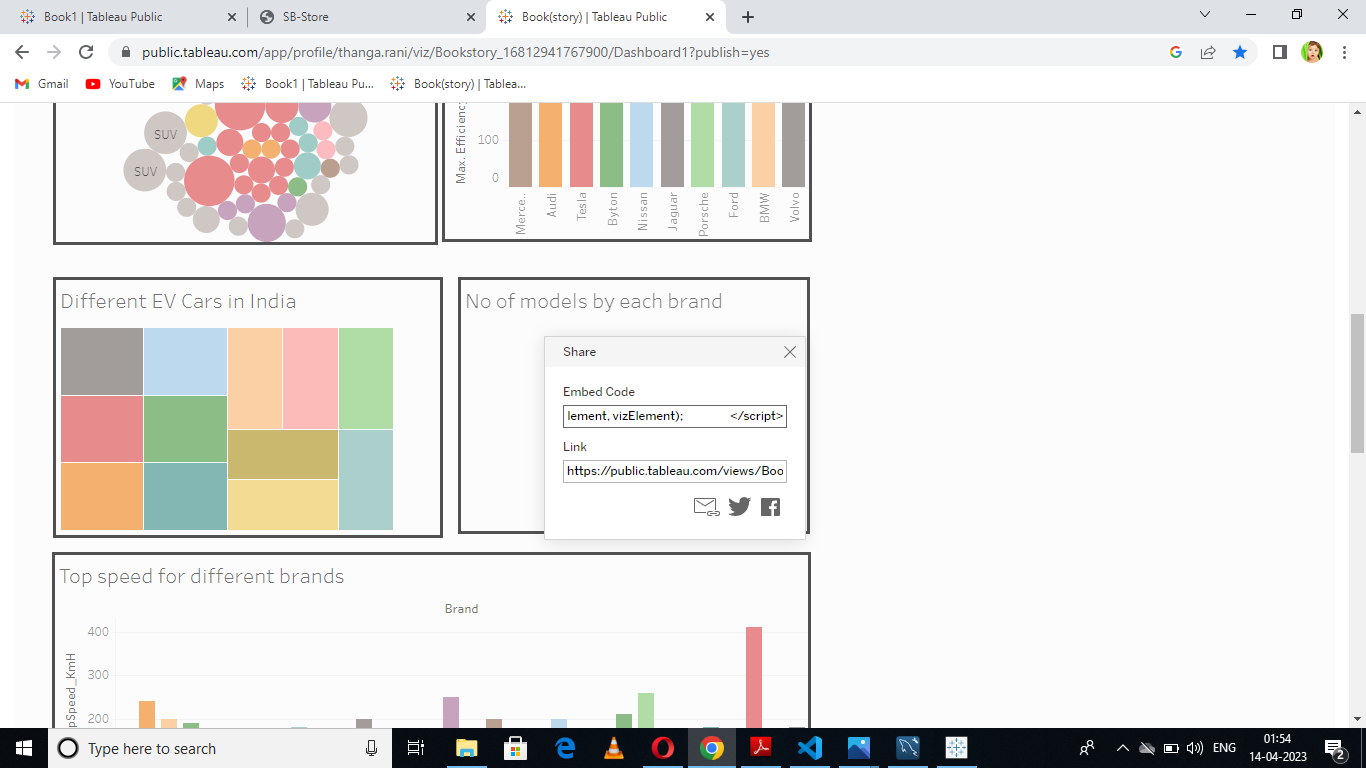 Book1 | Tableau Public
SB-Store
Book(story) | Tableau Public
public.tableau.com/app/profile/thanga.rani/viz/Bookstory_16812941767900/Dashboard1?publish=yes
Gmail
YouTube
Maps
Book1 | Tableau Pu...
Book(story) | Tablea...
SUV
SUV
Max. Efficiency
100
0
Merce..
Audi
Tesla
Byton
Nissan
Jaguar
Porsche
Ford
BMW
Volvo
Different EV Cars in India
No of models by each brand
Share
Embed Code
lement, vizElement); </script>
Link
https://public.tableau.com/views/Boo
Top speed for different brands
Brand
400
300
200
pSpeed_KmH
Type here to search
ENG
01:54
14-04-2023
2